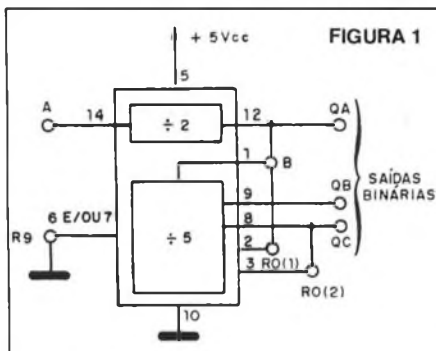 FIGURA 1
+ 5Vcc
5
A
14
÷ 2
12
QA
1
B
SAÍDAS
BINÁRIAS
9
QB
6 E/OU 7
÷ 5
8
QC
R9
2
RO(1)
3
RO(2)
10